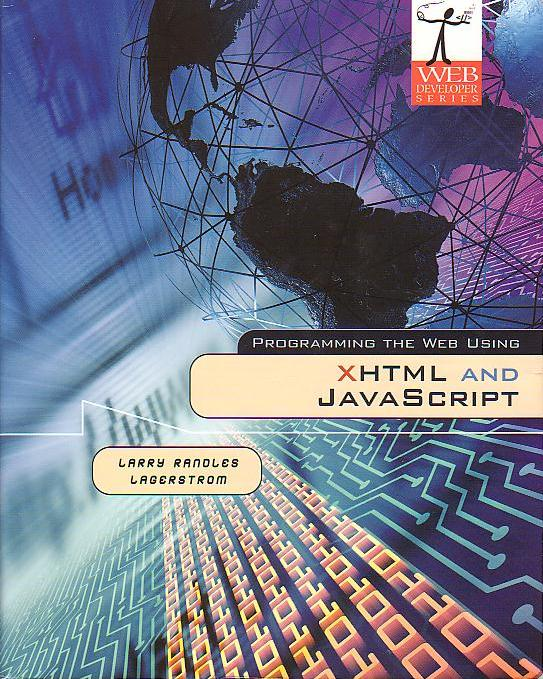 WEB
DEVELOPER
SERIES
PROGRAMMING THE WEB USING
XHTML AND
JAVASCRIPT
LARRY RANDLES
LAGERSTROM